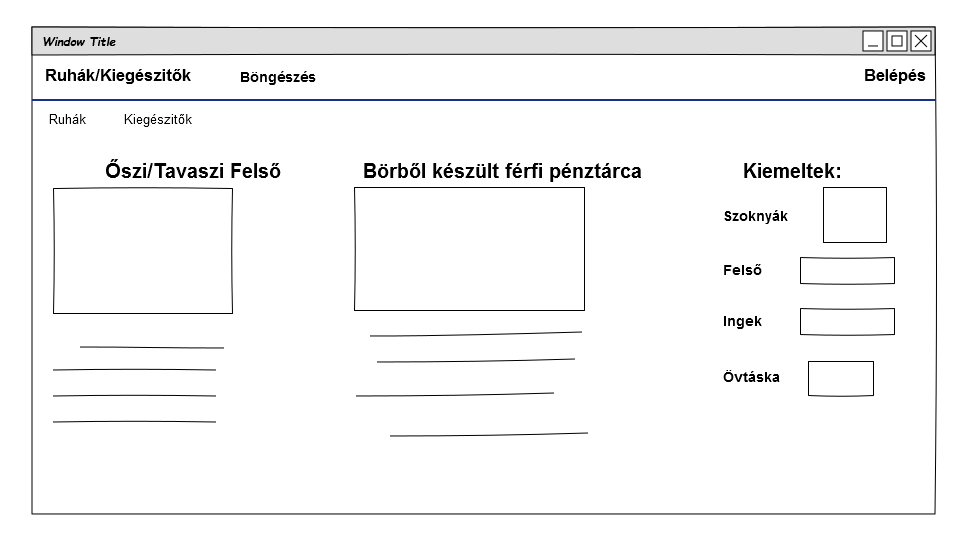 Window Title
Ruhák/Kiegészitők
Böngészés
Belépés
Ruhák
Kiegészitők
Őszi/Tavaszi Felső
Börből készült férfi pénztárca
Kiemeltek:
Szoknyák
Felső
Ingek
Övtáska